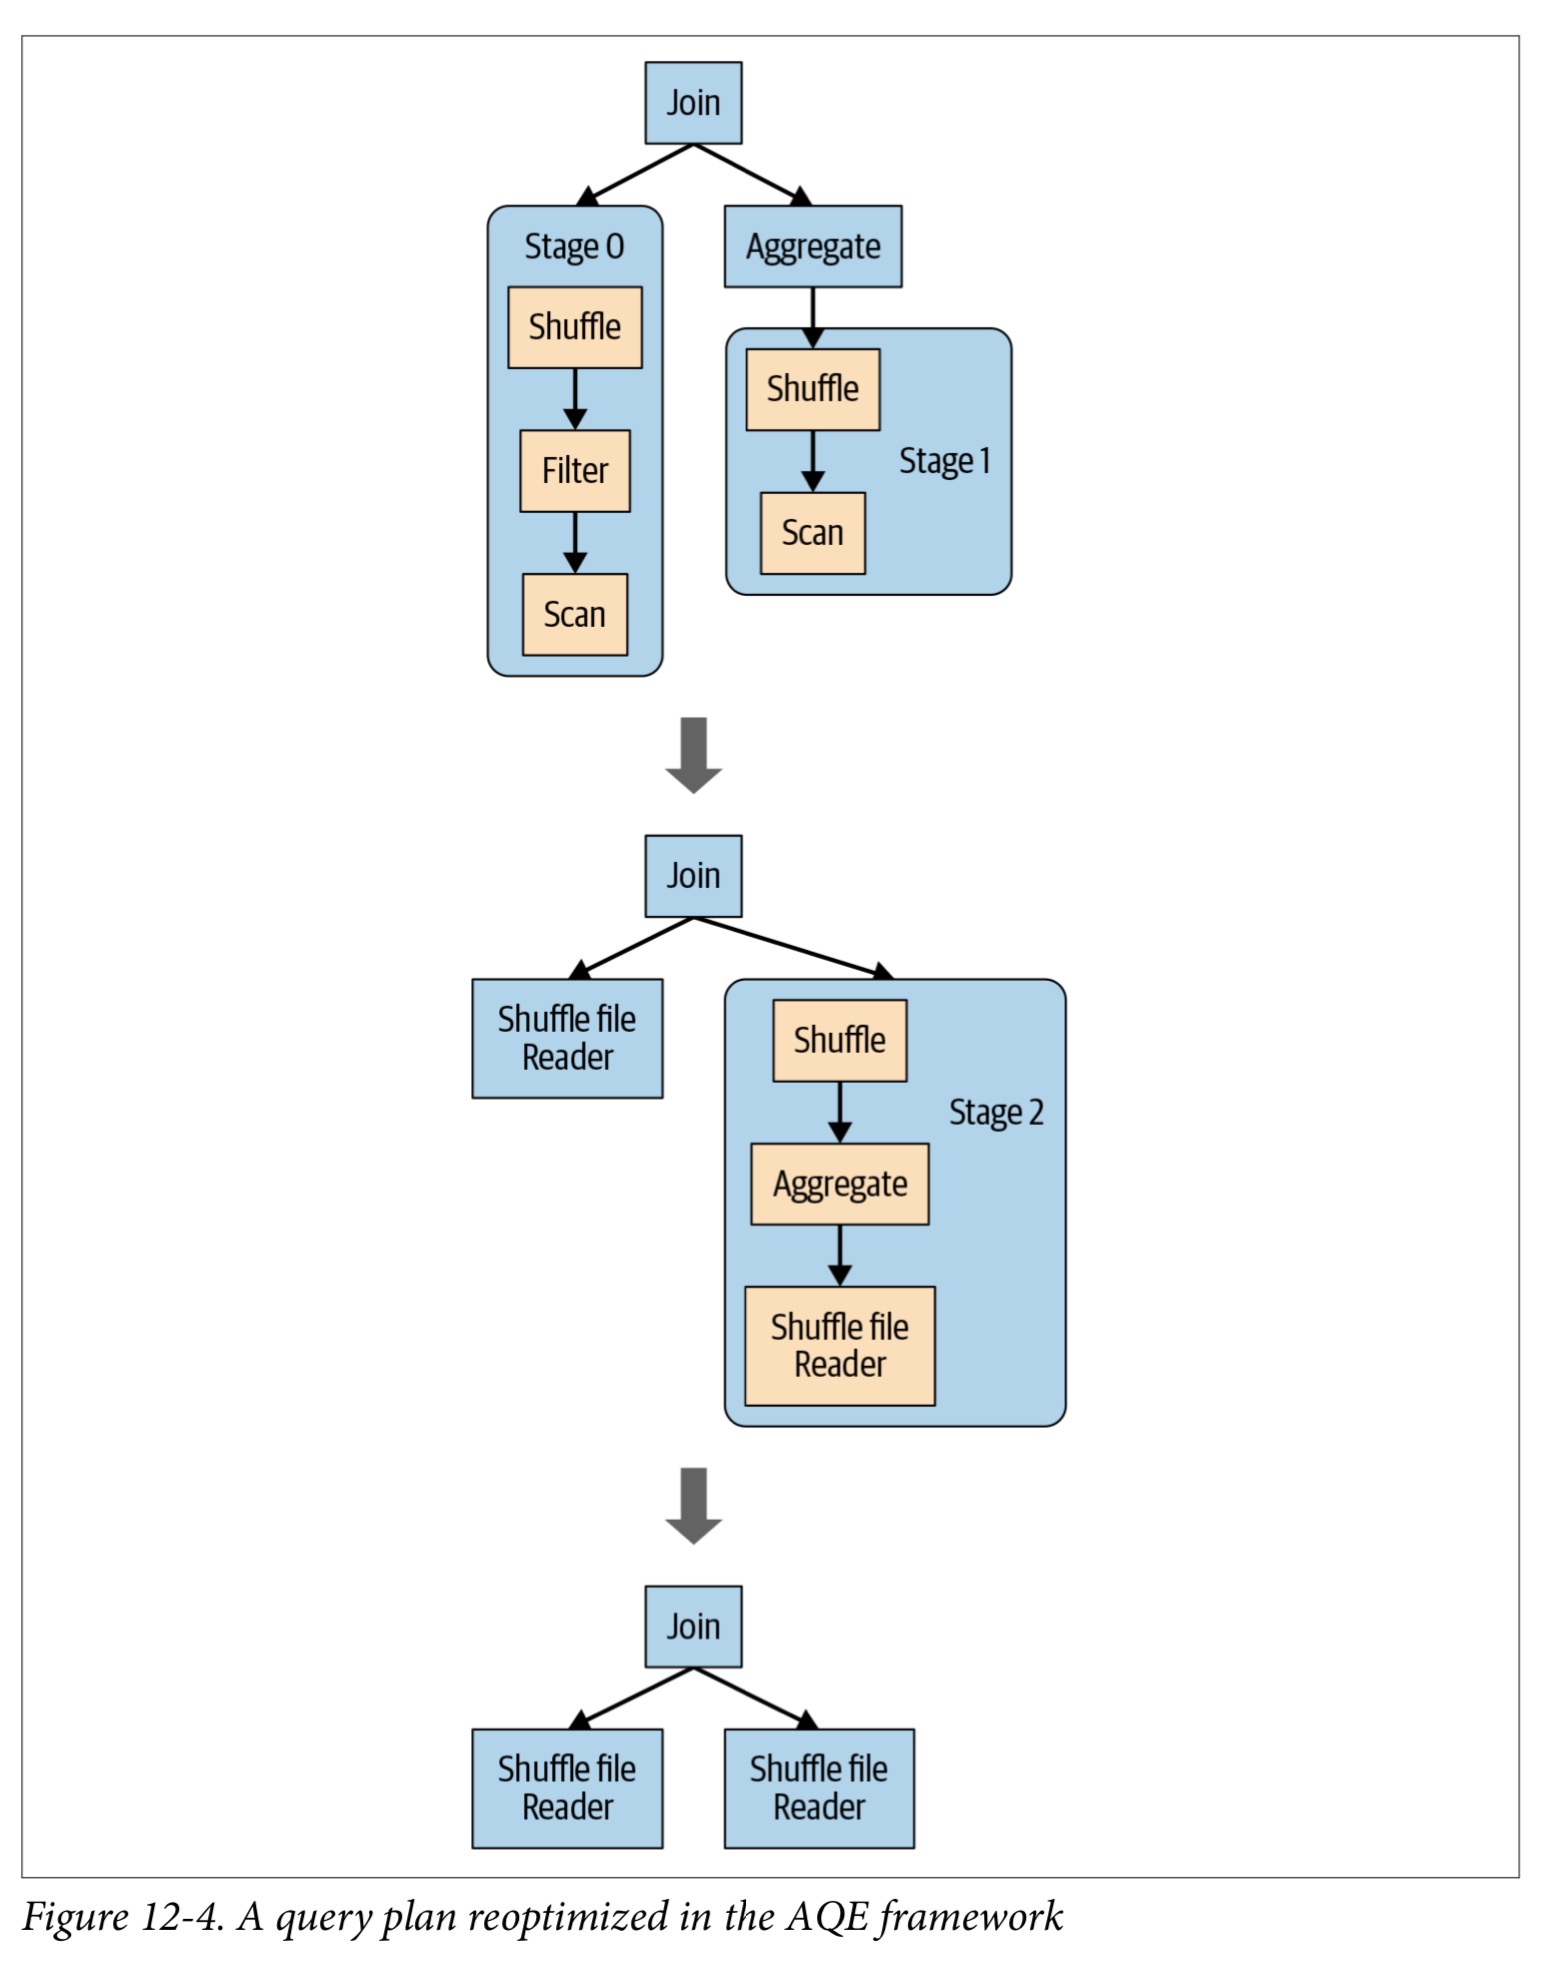 Join
Stage 0
Aggregate
Shuffle
Filter
Scan
Shuffle
Stage 1
Scan
Join
Shuffle file
Reader
Shuffle
Stage 2
Aggregate
Shuffle file
Reader
Join
Shuffle file
Reader
Shuffle file
Reader
Figure 12-4. A query plan reoptimized in the AQE framework